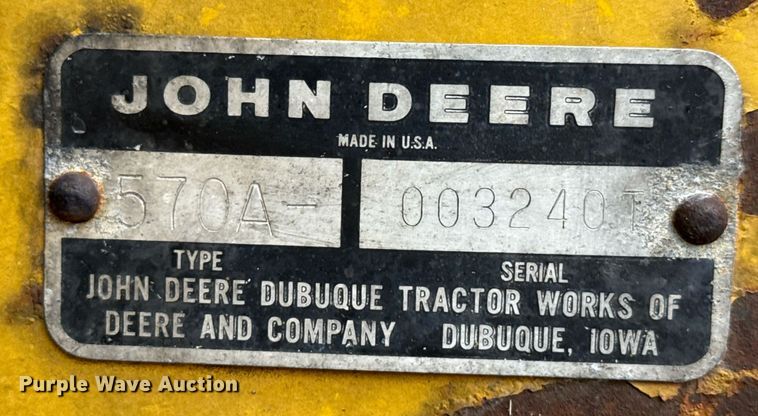 JOHN DEERE
MADE IN U.S.A.
570A- 003240T
TYPE SERIAL
JOHN DEERE DUBUQUE TRACTOR WORKS OF
DEERE AND COMPANY DUBUQUE, IOWA
Purple Wave Auction